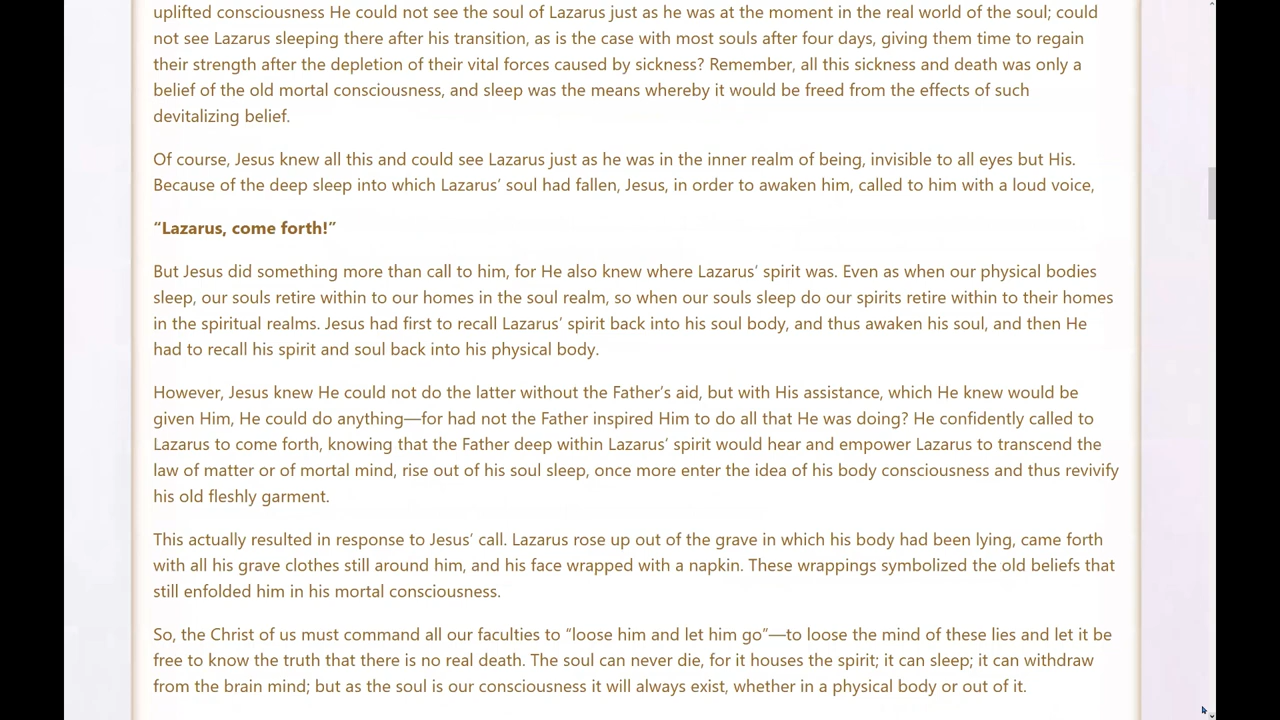 uplifted consciousness He could not see the soul of Lazarus just as he was at the moment in the real world of the soul; could
not see Lazarus sleeping there after his transition, as is the case with most souls after four days, giving them time to regain
their strength after the depletion of their vital forces caused by sickness? Remember, all this sickness and death was only a
belief of the old mortal consciousness, and sleep was the means whereby it would be freed from the effects of such
devitalizing belief.
Of course, Jesus knew all this and could see Lazarus just as he was in the inner realm of being, invisible to all eyes but His.
Because of the deep sleep into which Lazarus’ soul had fallen, Jesus, in order to awaken him, called to him with a loud voice,
“Lazarus, come forth!”
But Jesus did something more than call to him, for He also knew where Lazarus’ spirit was. Even as when our physical bodies
sleep, our souls retire within to our homes in the soul realm, so when our souls sleep do our spirits retire within to their homes
in the spiritual realms. Jesus had first to recall Lazarus’ spirit back into his soul body, and thus awaken his soul, and then He
had to recall his spirit and soul back into his physical body.
However, Jesus knew He could not do the latter without the Father’s aid, but with His assistance, which He knew would be
given Him, He could do anything—for had not the Father inspired Him to do all that He was doing? He confidently called to
Lazarus to come forth, knowing that the Father deep within Lazarus’ spirit would hear and empower Lazarus to transcend the
law of matter or of mortal mind, rise out of his soul sleep, once more enter the idea of his body consciousness and thus revivify
his old fleshly garment.
This actually resulted in response to Jesus’ call. Lazarus rose up out of the grave in which his body had been lying, came forth
with all his grave clothes still around him, and his face wrapped with a napkin. These wrappings symbolized the old beliefs that
still enfolded him in his mortal consciousness.
So, the Christ of us must command all our faculties to “loose him and let him go”—to loose the mind of these lies and let it be
free to know the truth that there is no real death. The soul can never die, for it houses the spirit; it can sleep; it can withdraw
from the brain mind; but as the soul is our consciousness it will always exist, whether in a physical body or out of it.